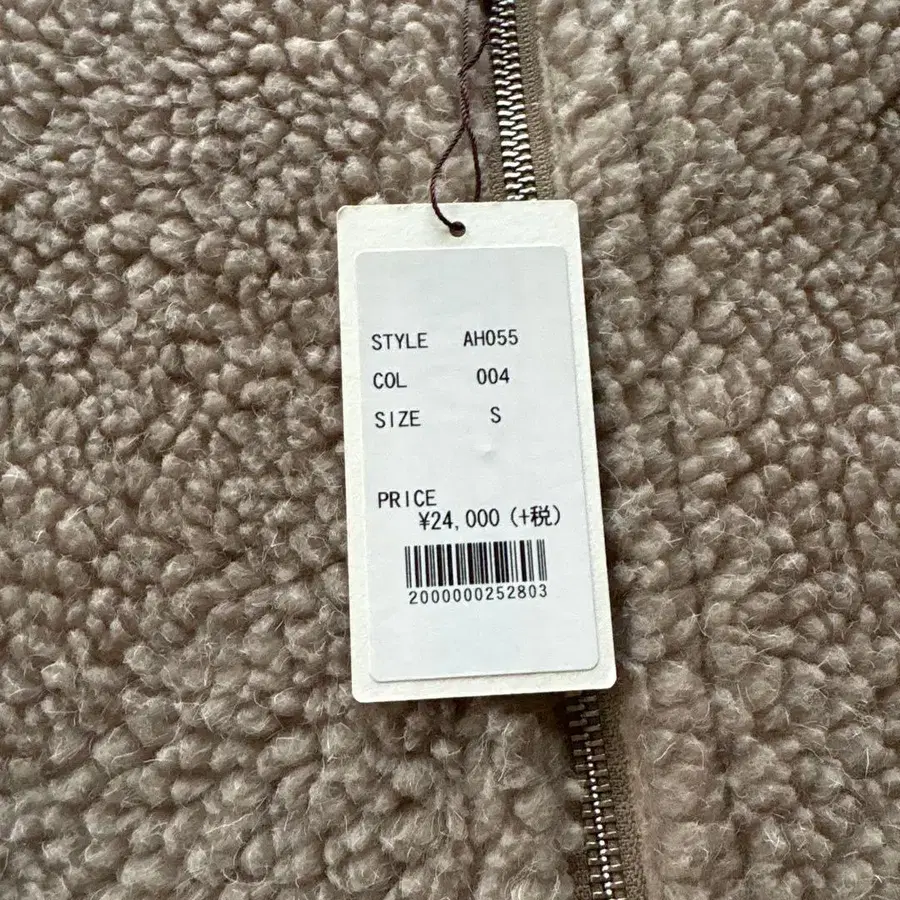 STYLE AH055
COL 004
SIZE S
PRICE
¥24,000 (+税)
2000000252803